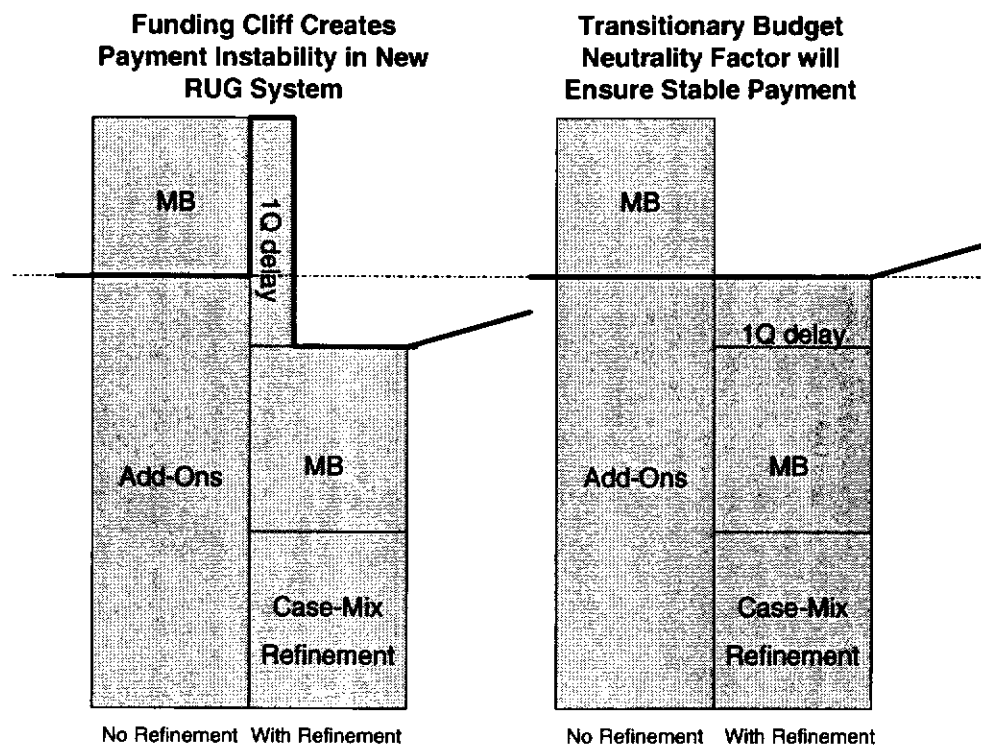 Funding Cliff Creates
Payment Instability in New
RUG System
MB
1Q delay
Add-Ons
MB
Case-Mix
Refinement
No Refinement With Refinement
Transitionary Budget
Neutrality Factor will
Ensure Stable Payment
MB
1Q delay
Add-Ons
MB
Case-Mix
Refinement
No Refinement With Refinement